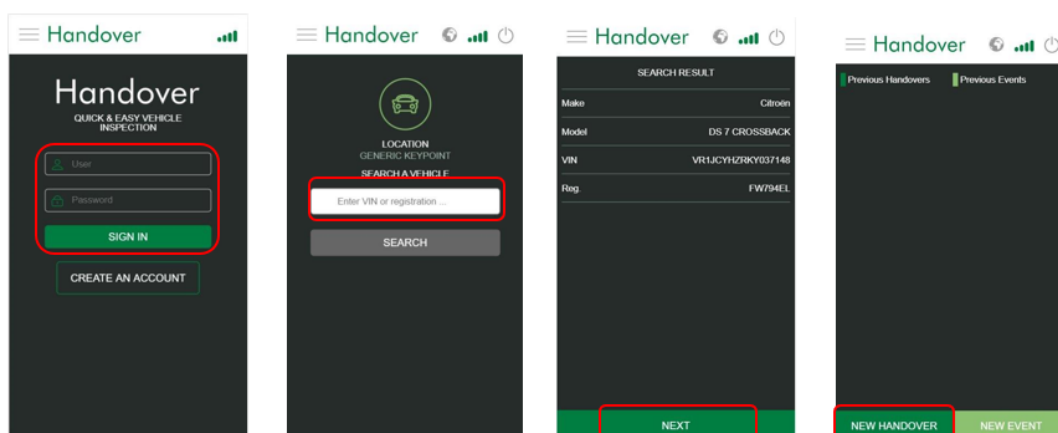 Handover
Handover
QUICK & EASY VEHICLE
INSPECTION
User
Password
SIGN IN
CREATE AN ACCOUNT
Handover
LOCATION
GENERIC KEYPOINT
SEARCH A VEHICLE
Enter VIN or registration ...
SEARCH
Handover
SEARCH RESULT
Make Citroën
Model DS 7 CROSSBACK
VIN VR1JCYHZRKY037148
Reg. FW794EL
NEXT
Handover
Previous Handovers Previous Events
NEW HANDOVER NEW EVENT